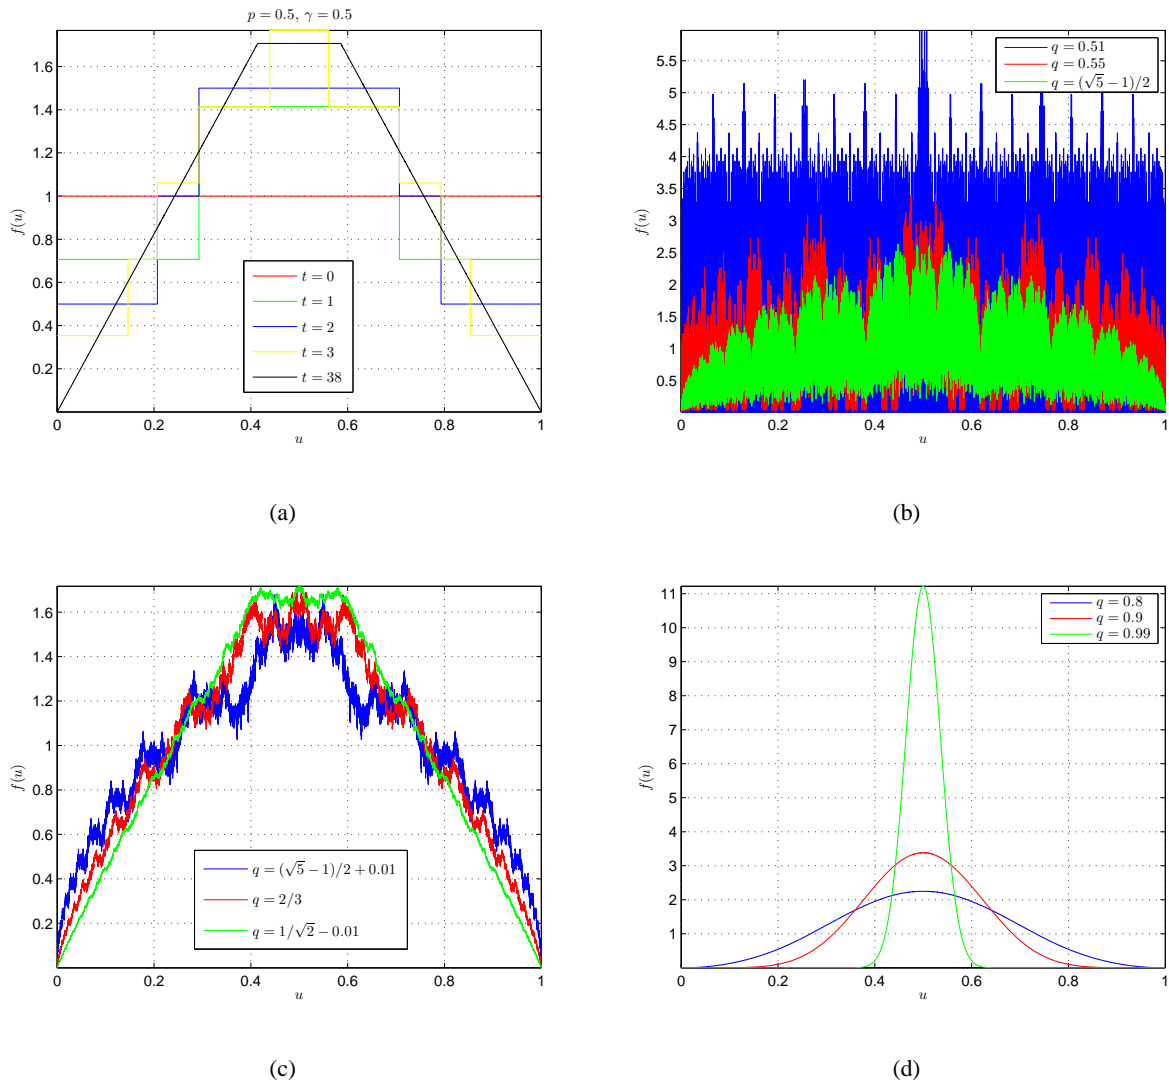 p = 0.5, γ = 0.5
1.6
1.4
1.2
1
0.8
0.6
0.4
0.2
f(u)
t = 0
t = 1
t = 2
t = 3
t = 38
0 0.2 0.4 0.6 0.8 1
u
(a)
5.5
5
4.5
4
3.5
3
2.5
2
1.5
1
0.5
f(u)
q = 0.51
q = 0.55
q = (√5 − 1)/2
0 0.2 0.4 0.6 0.8 1
u
(b)
1.6
1.4
1.2
1
0.8
0.6
0.4
0.2
f(u)
q = (√5 − 1)/2 + 0.01
q = 2/3
q = 1/√2 − 0.01
0 0.2 0.4 0.6 0.8 1
u
(c)
11
10
9
8
7
6
5
4
3
2
1
f(u)
q = 0.8
q = 0.9
q = 0.99
0 0.2 0.4 0.6 0.8 1
u
(d)